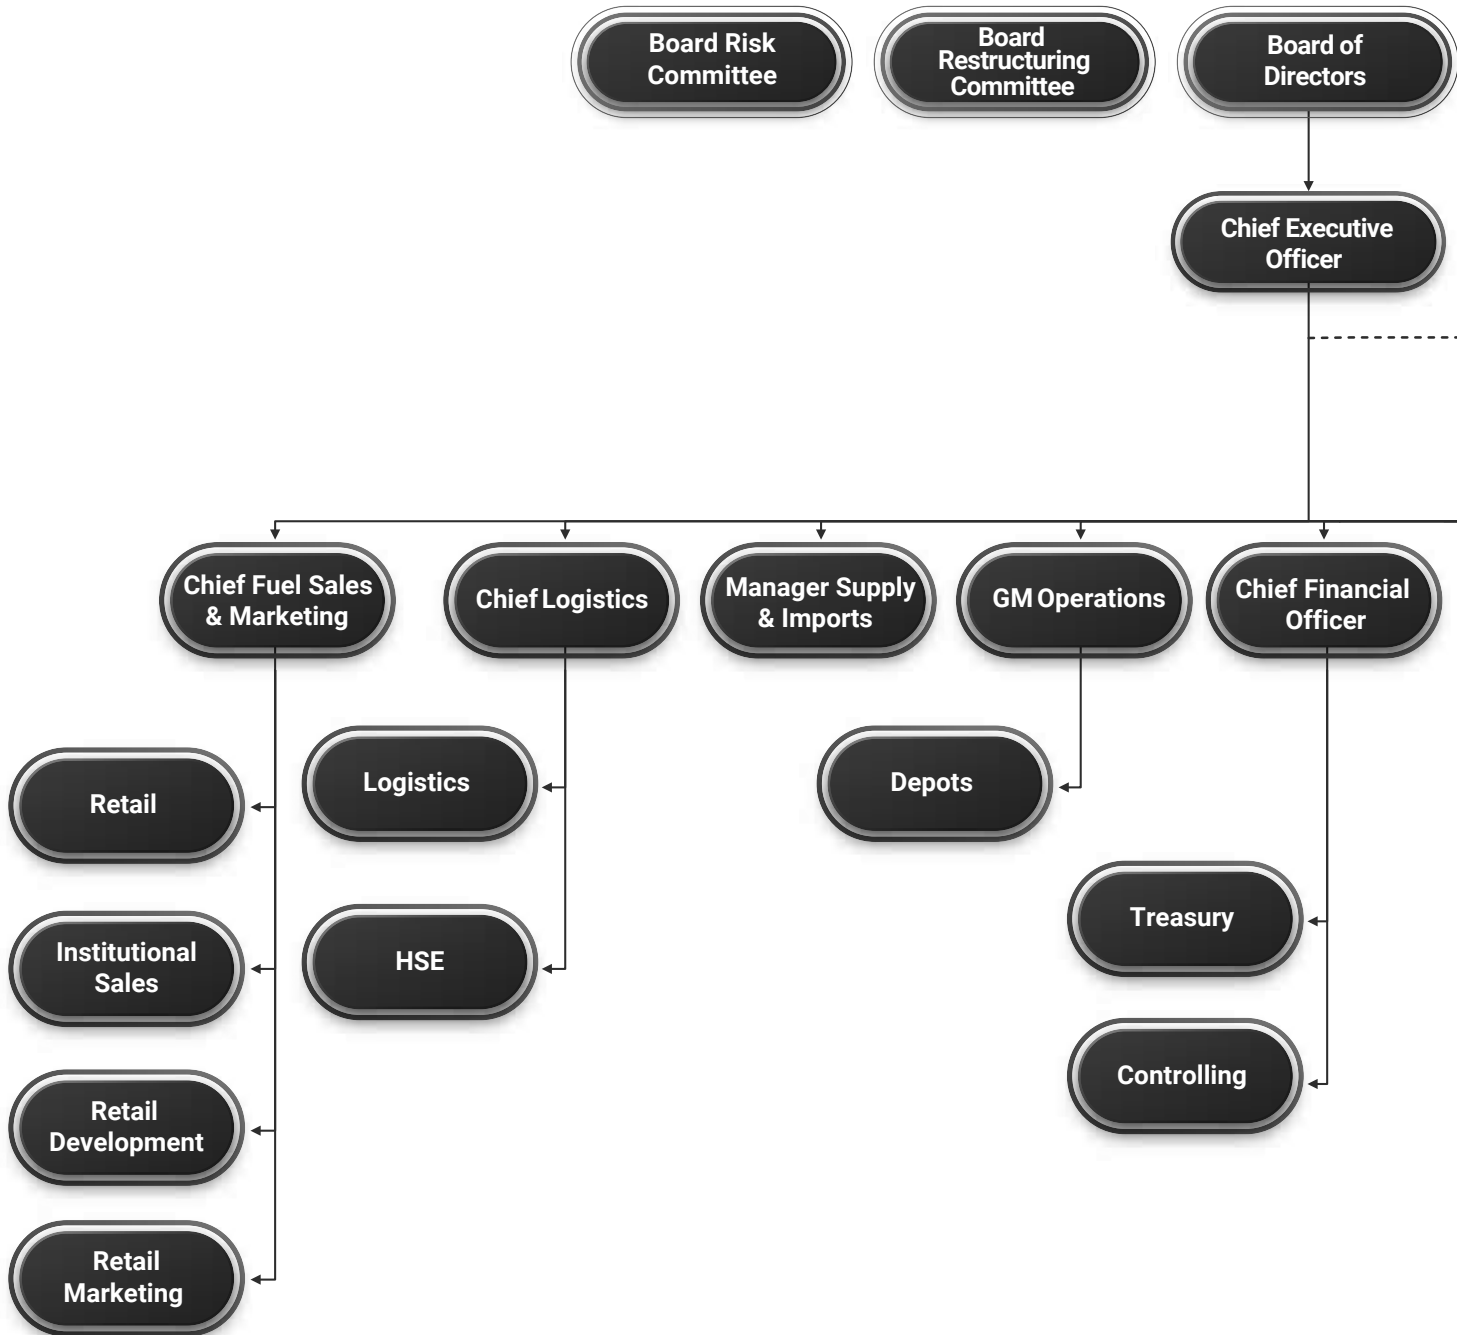 Board Risk
Committee
Board
Restructuring
Committee
Board of
Directors
Chief Executive
Officer
Chief Fuel Sales
& Marketing
Chief Logistics
Manager Supply
& Imports
GM Operations
Chief Financial
Officer
Retail
Logistics
Depots
Institutional
Sales
HSE
Treasury
Retail
Development
Controlling
Retail
Marketing